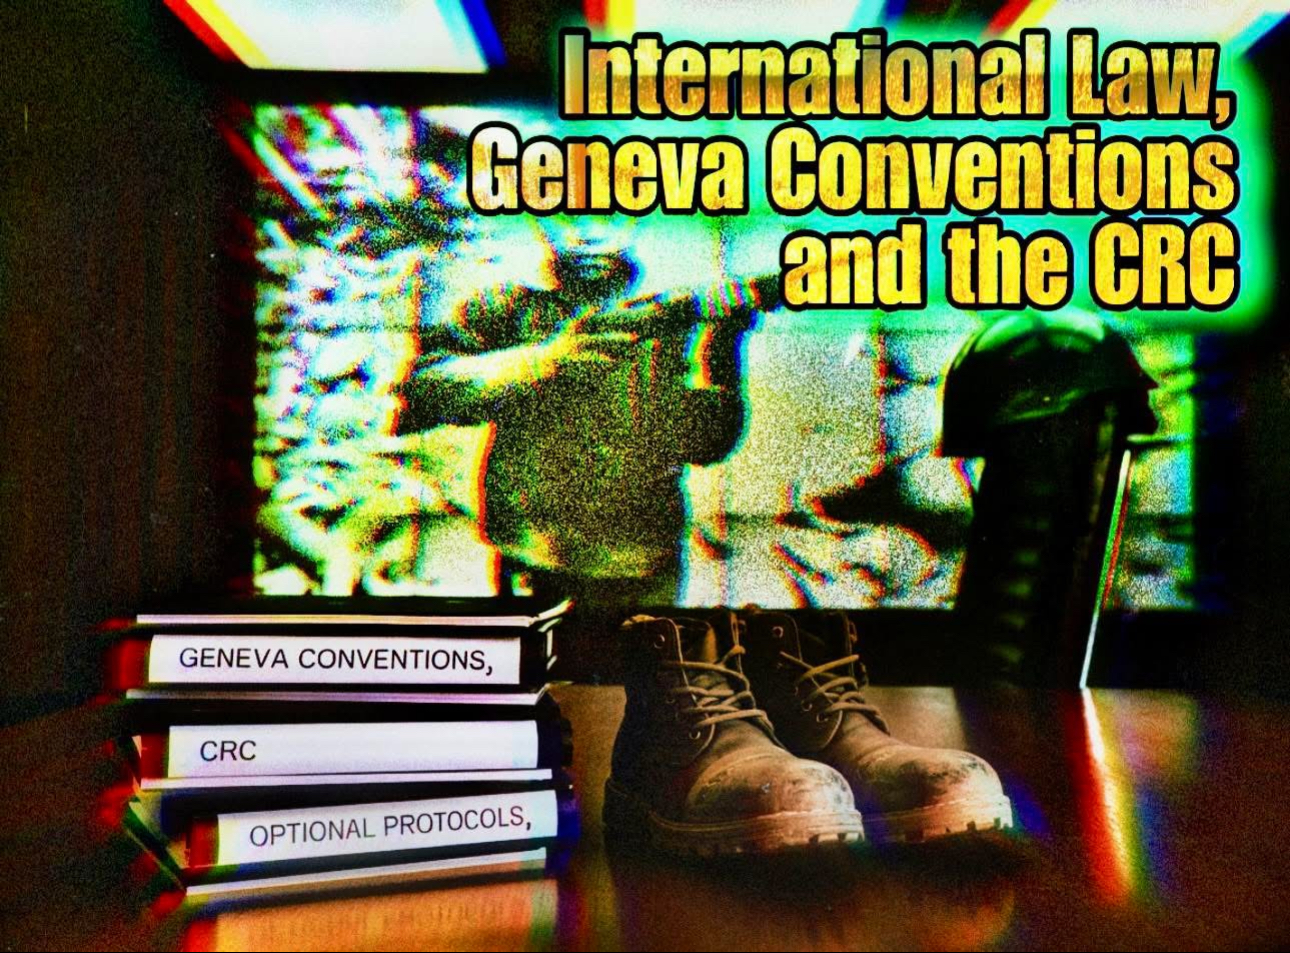 International Law,
Geneva Conventions
and the CRC
GENEVA CONVENTIONS,
CRC
OPTIONAL PROTOCOLS,